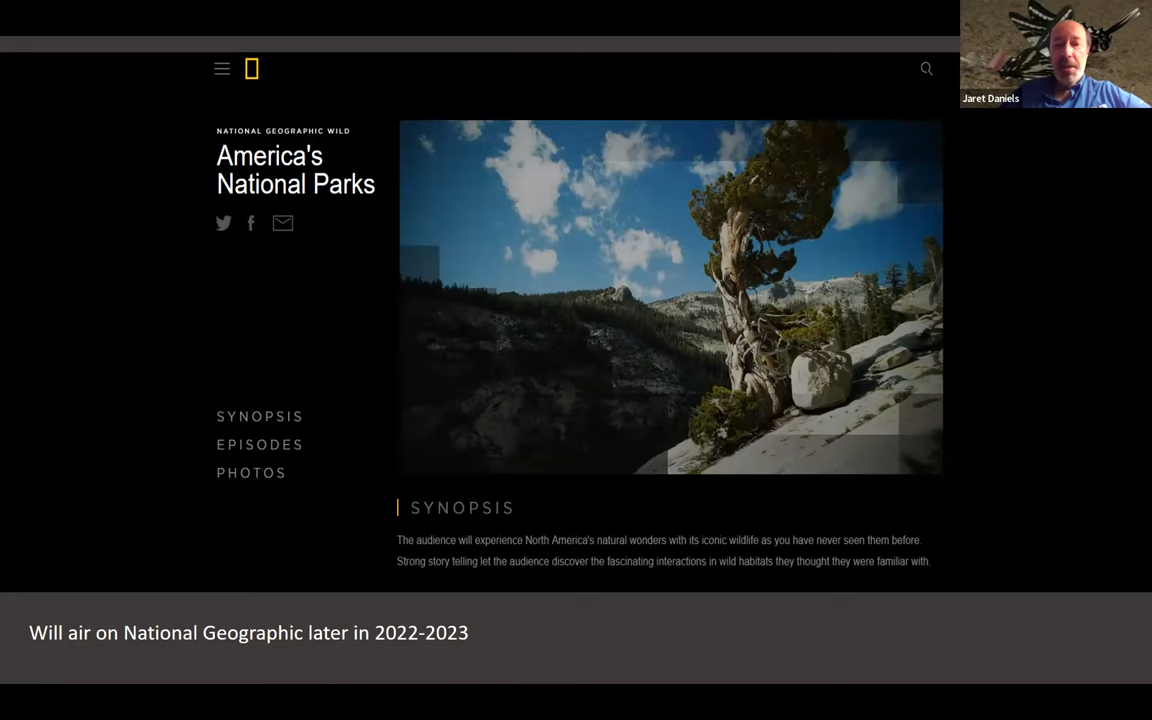 Jaret Daniels
NATIONAL GEOGRAPHIC WILD
America's
National Parks
SYNOPSIS
EPISODES
PHOTOS
SYNOPSIS
The audience will experience North America's natural wonders with its iconic wildlife as you have never seen them before.
Strong story telling let the audience discover the fascinating interactions in wild habitats they thought they were familiar with.
Will air on National Geographic later in 2022-2023